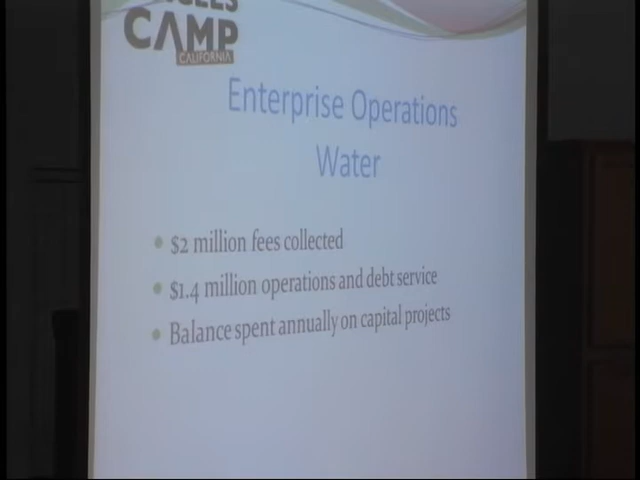 CAMP
CALIFORNIA
Enterprise Operations
Water
$2 million fees collected
$1.4 million operations and debt service
Balance spent annually on capital projects